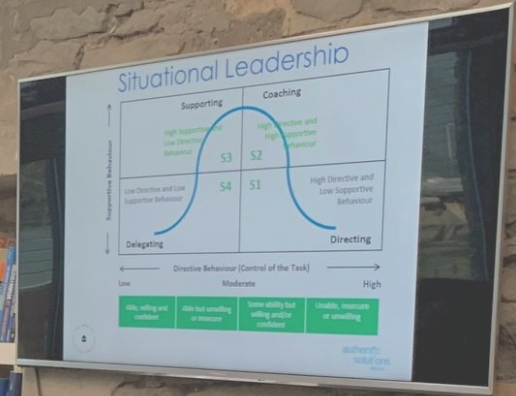 Situational Leadership
Supporting
Coaching
High Supportive and
Low Directive
Behaviour
High Directive and
High Supportive
Behaviour
S3
S2
Supportive Behaviour
Low Directive and Low
Supportive Behaviour
S4
S1
High Directive and
Low Supportive
Behaviour
Delegating
Directing
Directive Behaviour (Control of the Task)
Low
Moderate
High
Able, willing and
confident
Able but unwilling
or insecure
Some ability but
willing and/or
confident
Unable, insecure
or unwilling
authentic
solutions